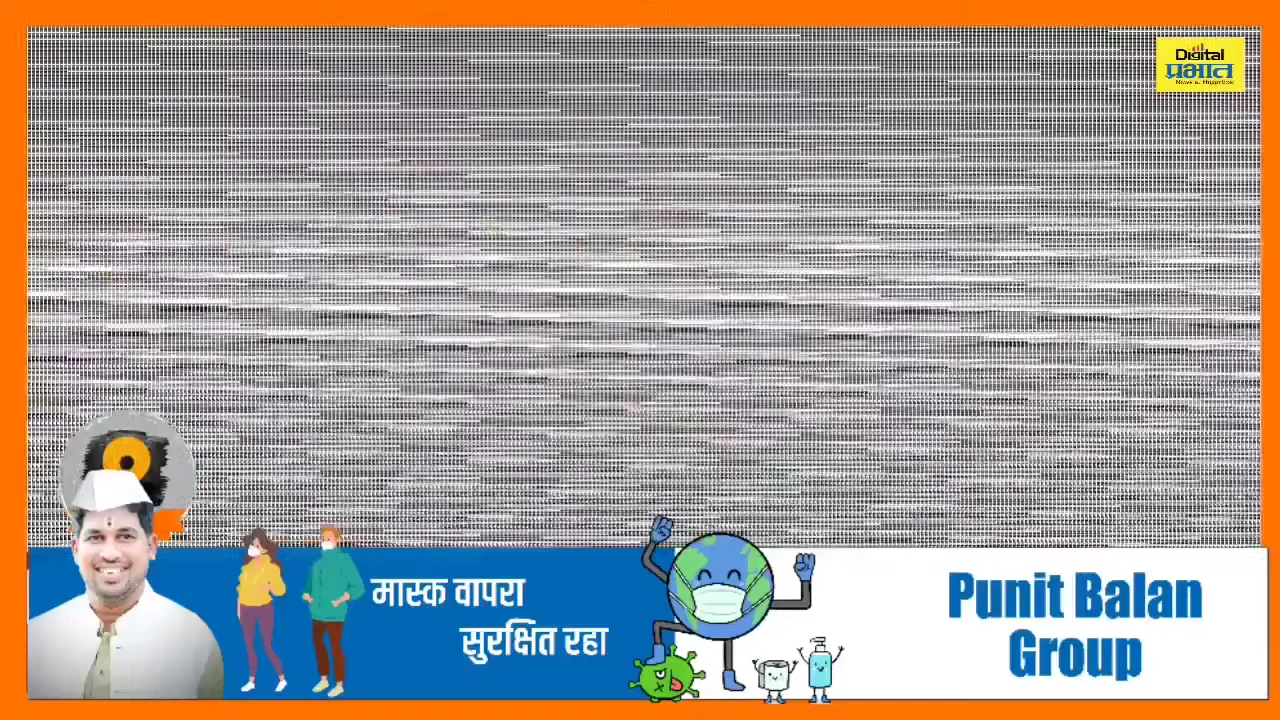 Digital
प्रभात
मास्क वापरा
सुरक्षित रहा
Punit Balan
Group